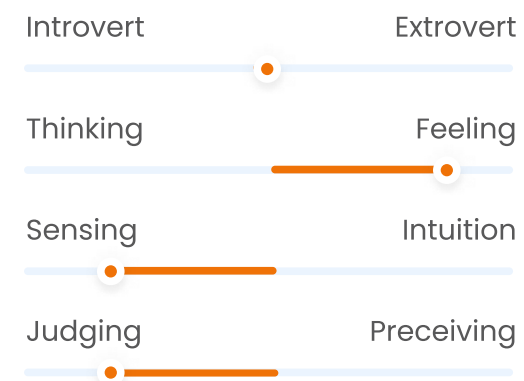 Introvert Extrovert
Thinking Feeling
Sensing Intuition
Judging Preceiving